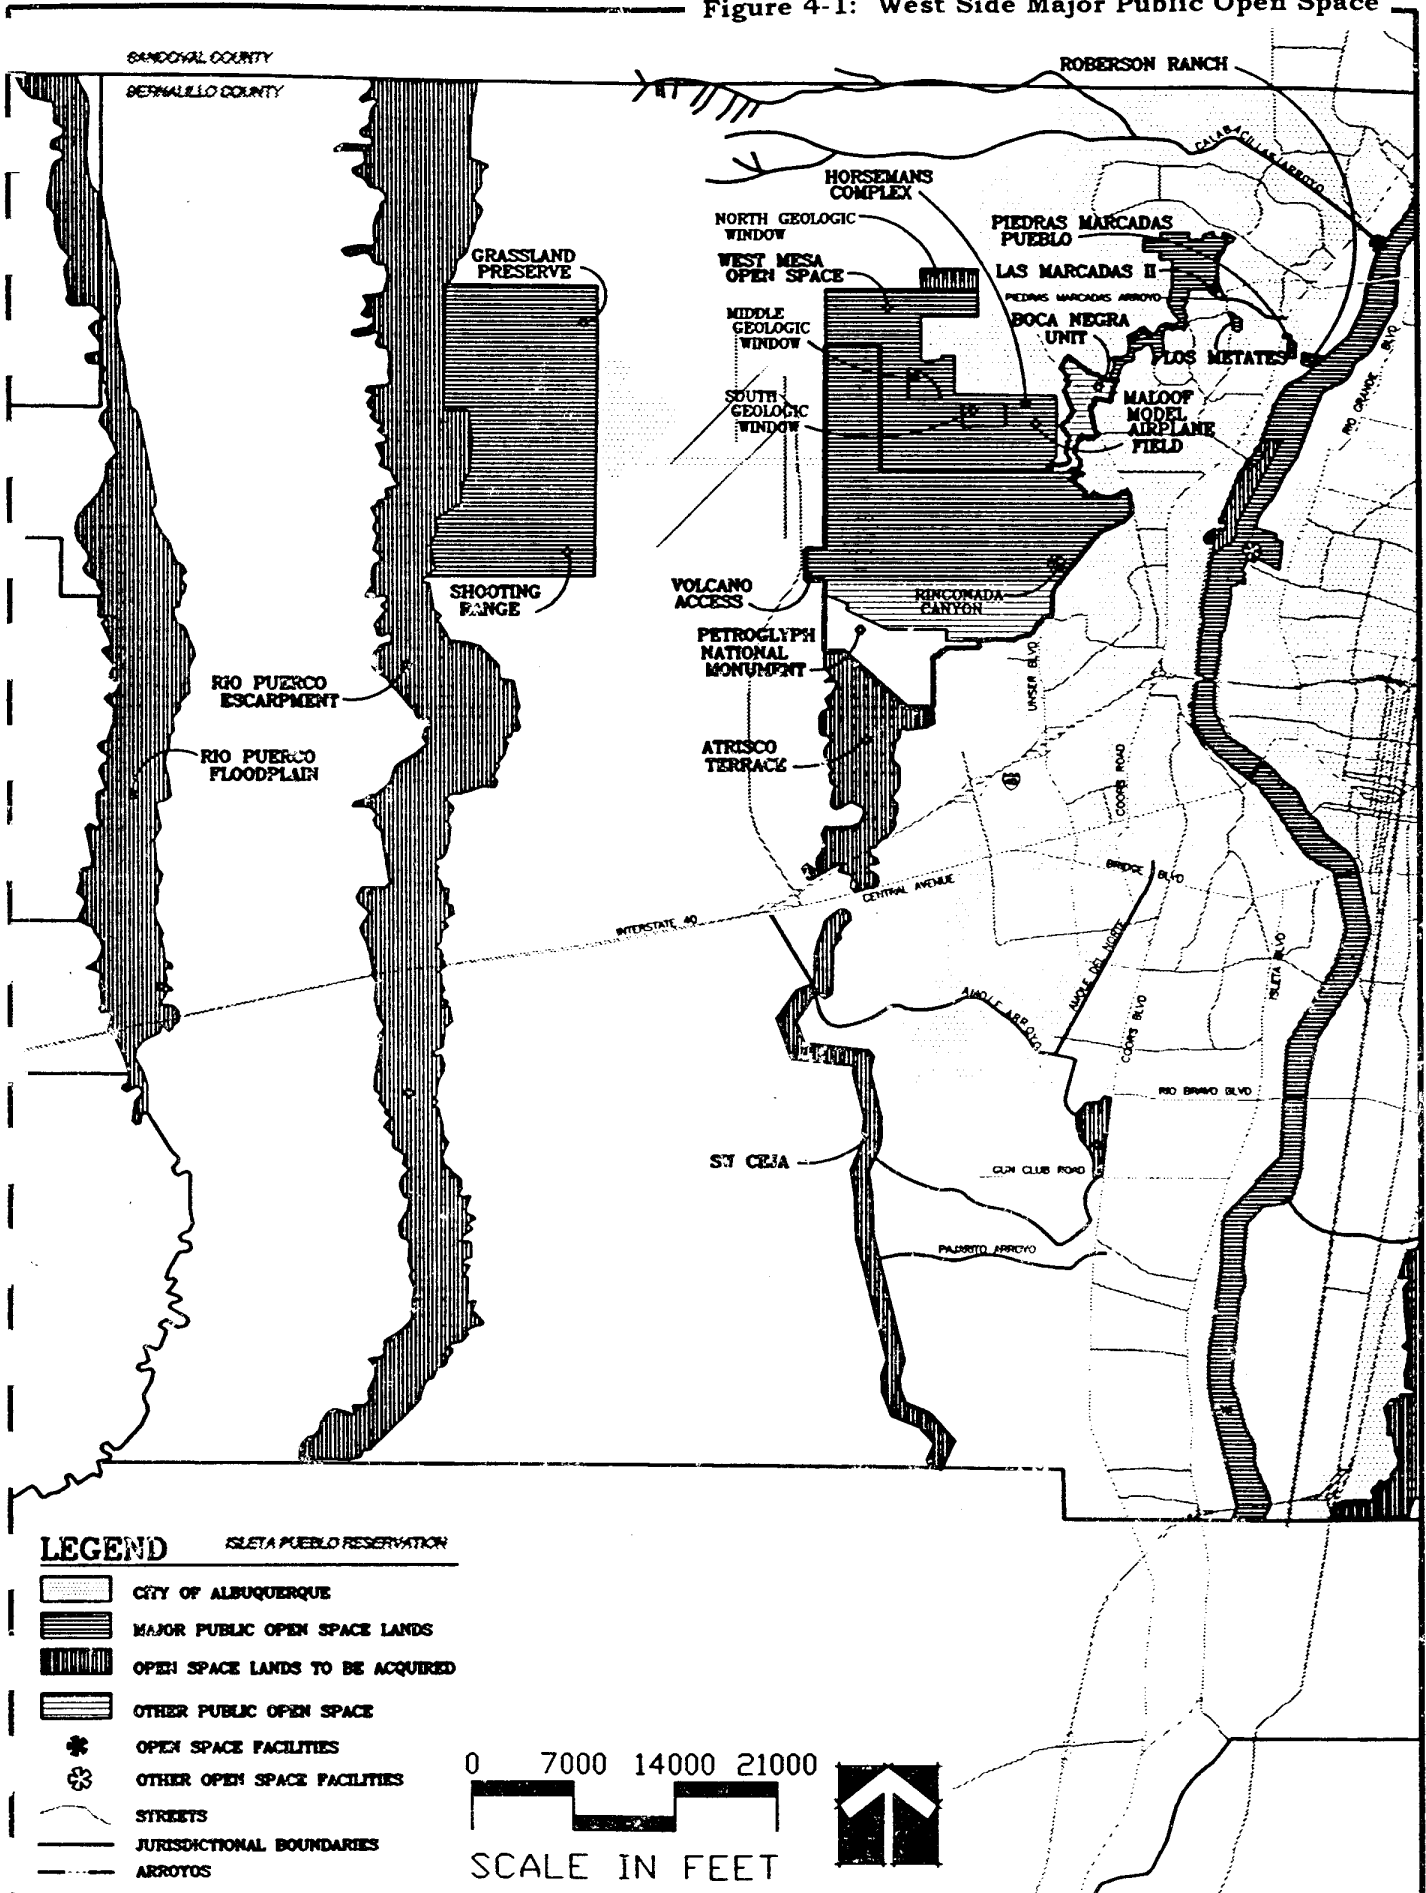 Figure 4-1: West Side Major Public Open Space
SANDOVAL COUNTY
BERNALILLO COUNTY
ROBERSON RANCH
CALABACILLAS ARROYO
HORSEMANS
COMPLEX
NORTH GEOLOGIC
WINDOW
PIEDRAS MARCADAS
PUEBLO
GRASSLAND
PRESERVE
WEST MESA
OPEN SPACE
LAS MARCADAS II
PIEDRAS MARCADAS ARROYO
MIDDLE
GEOLOGIC
WINDOW
BOCA NEGRA
UNIT
LOS METATES
RIO GRANDE BLVD
SOUTH
GEOLOGIC
WINDOW
MALOOF
MODEL
AIRPLANE
FIELD
SHOOTING
RANGE
VOLCANO
ACCESS
RINCONADA
CANYON
PETROGLYPH
NATIONAL
MONUMENT
UNSER BLVD
RIO PUERCO
ESCARPMENT
RIO PUERCO
FLOODPLAIN
ATRISCO
TERRACE
COORS ROAD
BRIDGE BLVD
CENTRAL AVENUE
INTERSTATE 40
AMOLE DEL NORTE
ISLETA BLVD
AMOLE ARROYO
COORS BLVD
RIO BRAVO BLVD
SW CEJA
GUN CLUB ROAD
PAJARITO ARROYO
LEGEND
ISLETA PUEBLO RESERVATION
CITY OF ALBUQUERQUE
MAJOR PUBLIC OPEN SPACE LANDS
OPEN SPACE LANDS TO BE ACQUIRED
OTHER PUBLIC OPEN SPACE
OPEN SPACE FACILITIES
OTHER OPEN SPACE FACILITIES
STREETS
JURISDICTIONAL BOUNDARIES
ARROYOS
0 7000 14000 21000
SCALE IN FEET